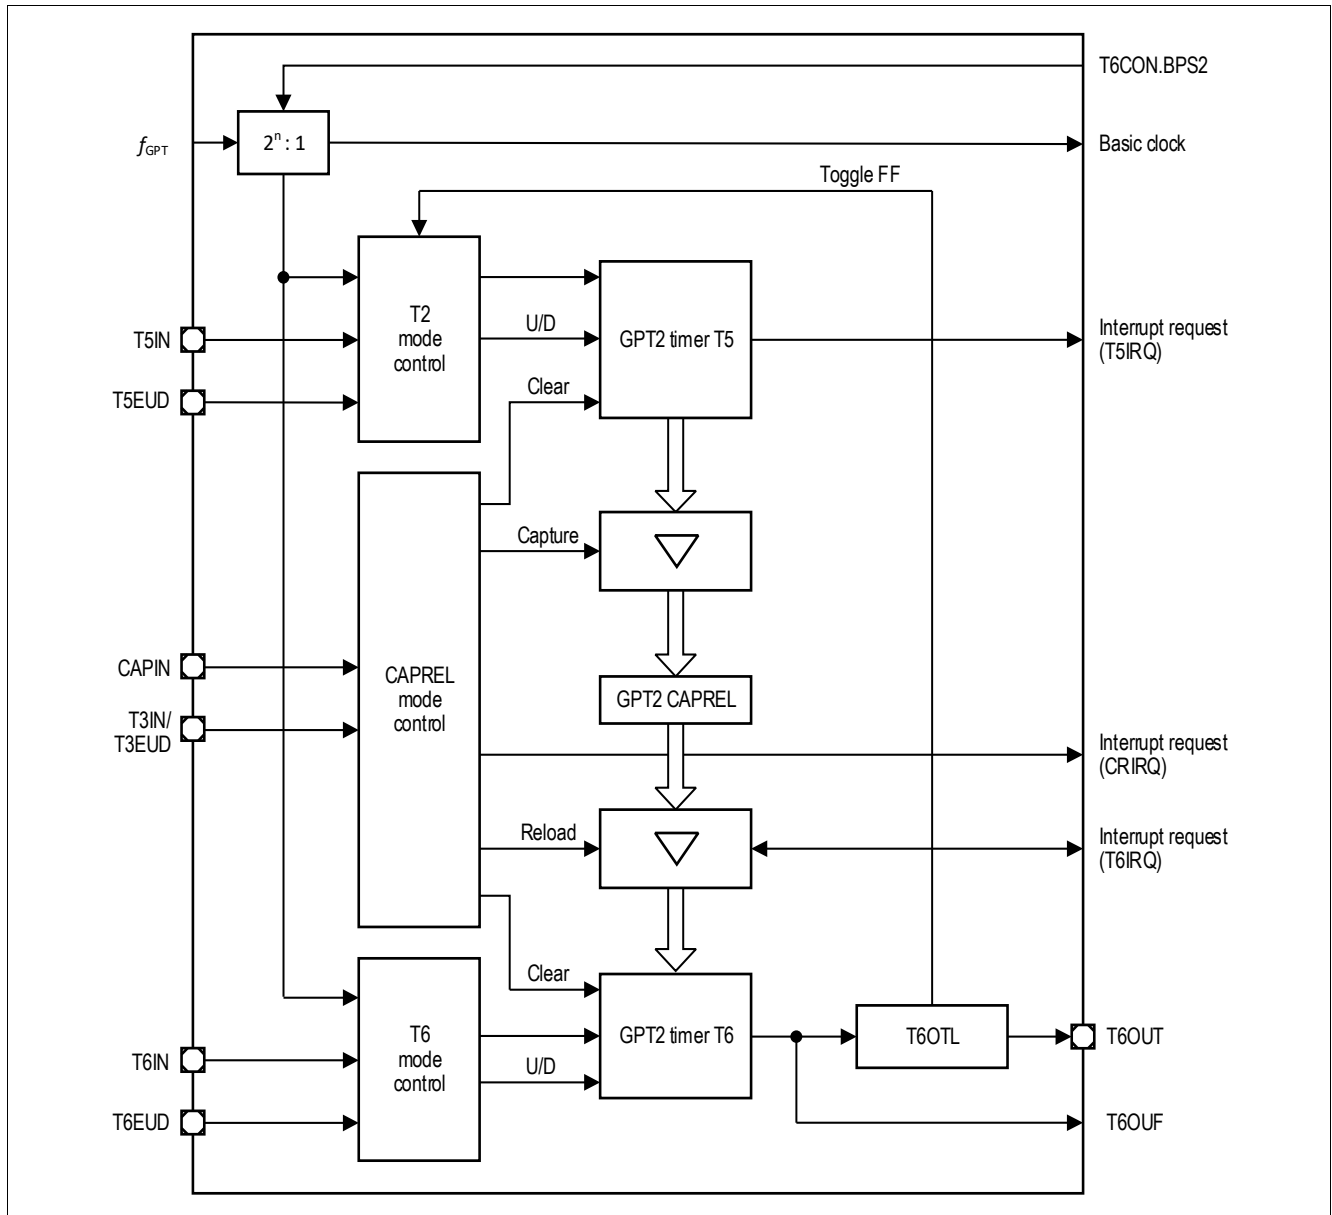 T6CON.BPS2
fGPT
2ⁿ : 1
Basic clock
Toggle FF
T2
mode
control
T5IN
T5EUD
U/D
Clear
GPT2 timer T5
Interrupt request
(T5IRQ)
Capture
CAPIN
T3IN/
T3EUD
CAPREL
mode
control
GPT2 CAPREL
Interrupt request
(CRIRQ)
Reload
Interrupt request
(T6IRQ)
Clear
T6
mode
control
T6IN
T6EUD
U/D
GPT2 timer T6
T6OTL
T6OUT
T6OUF